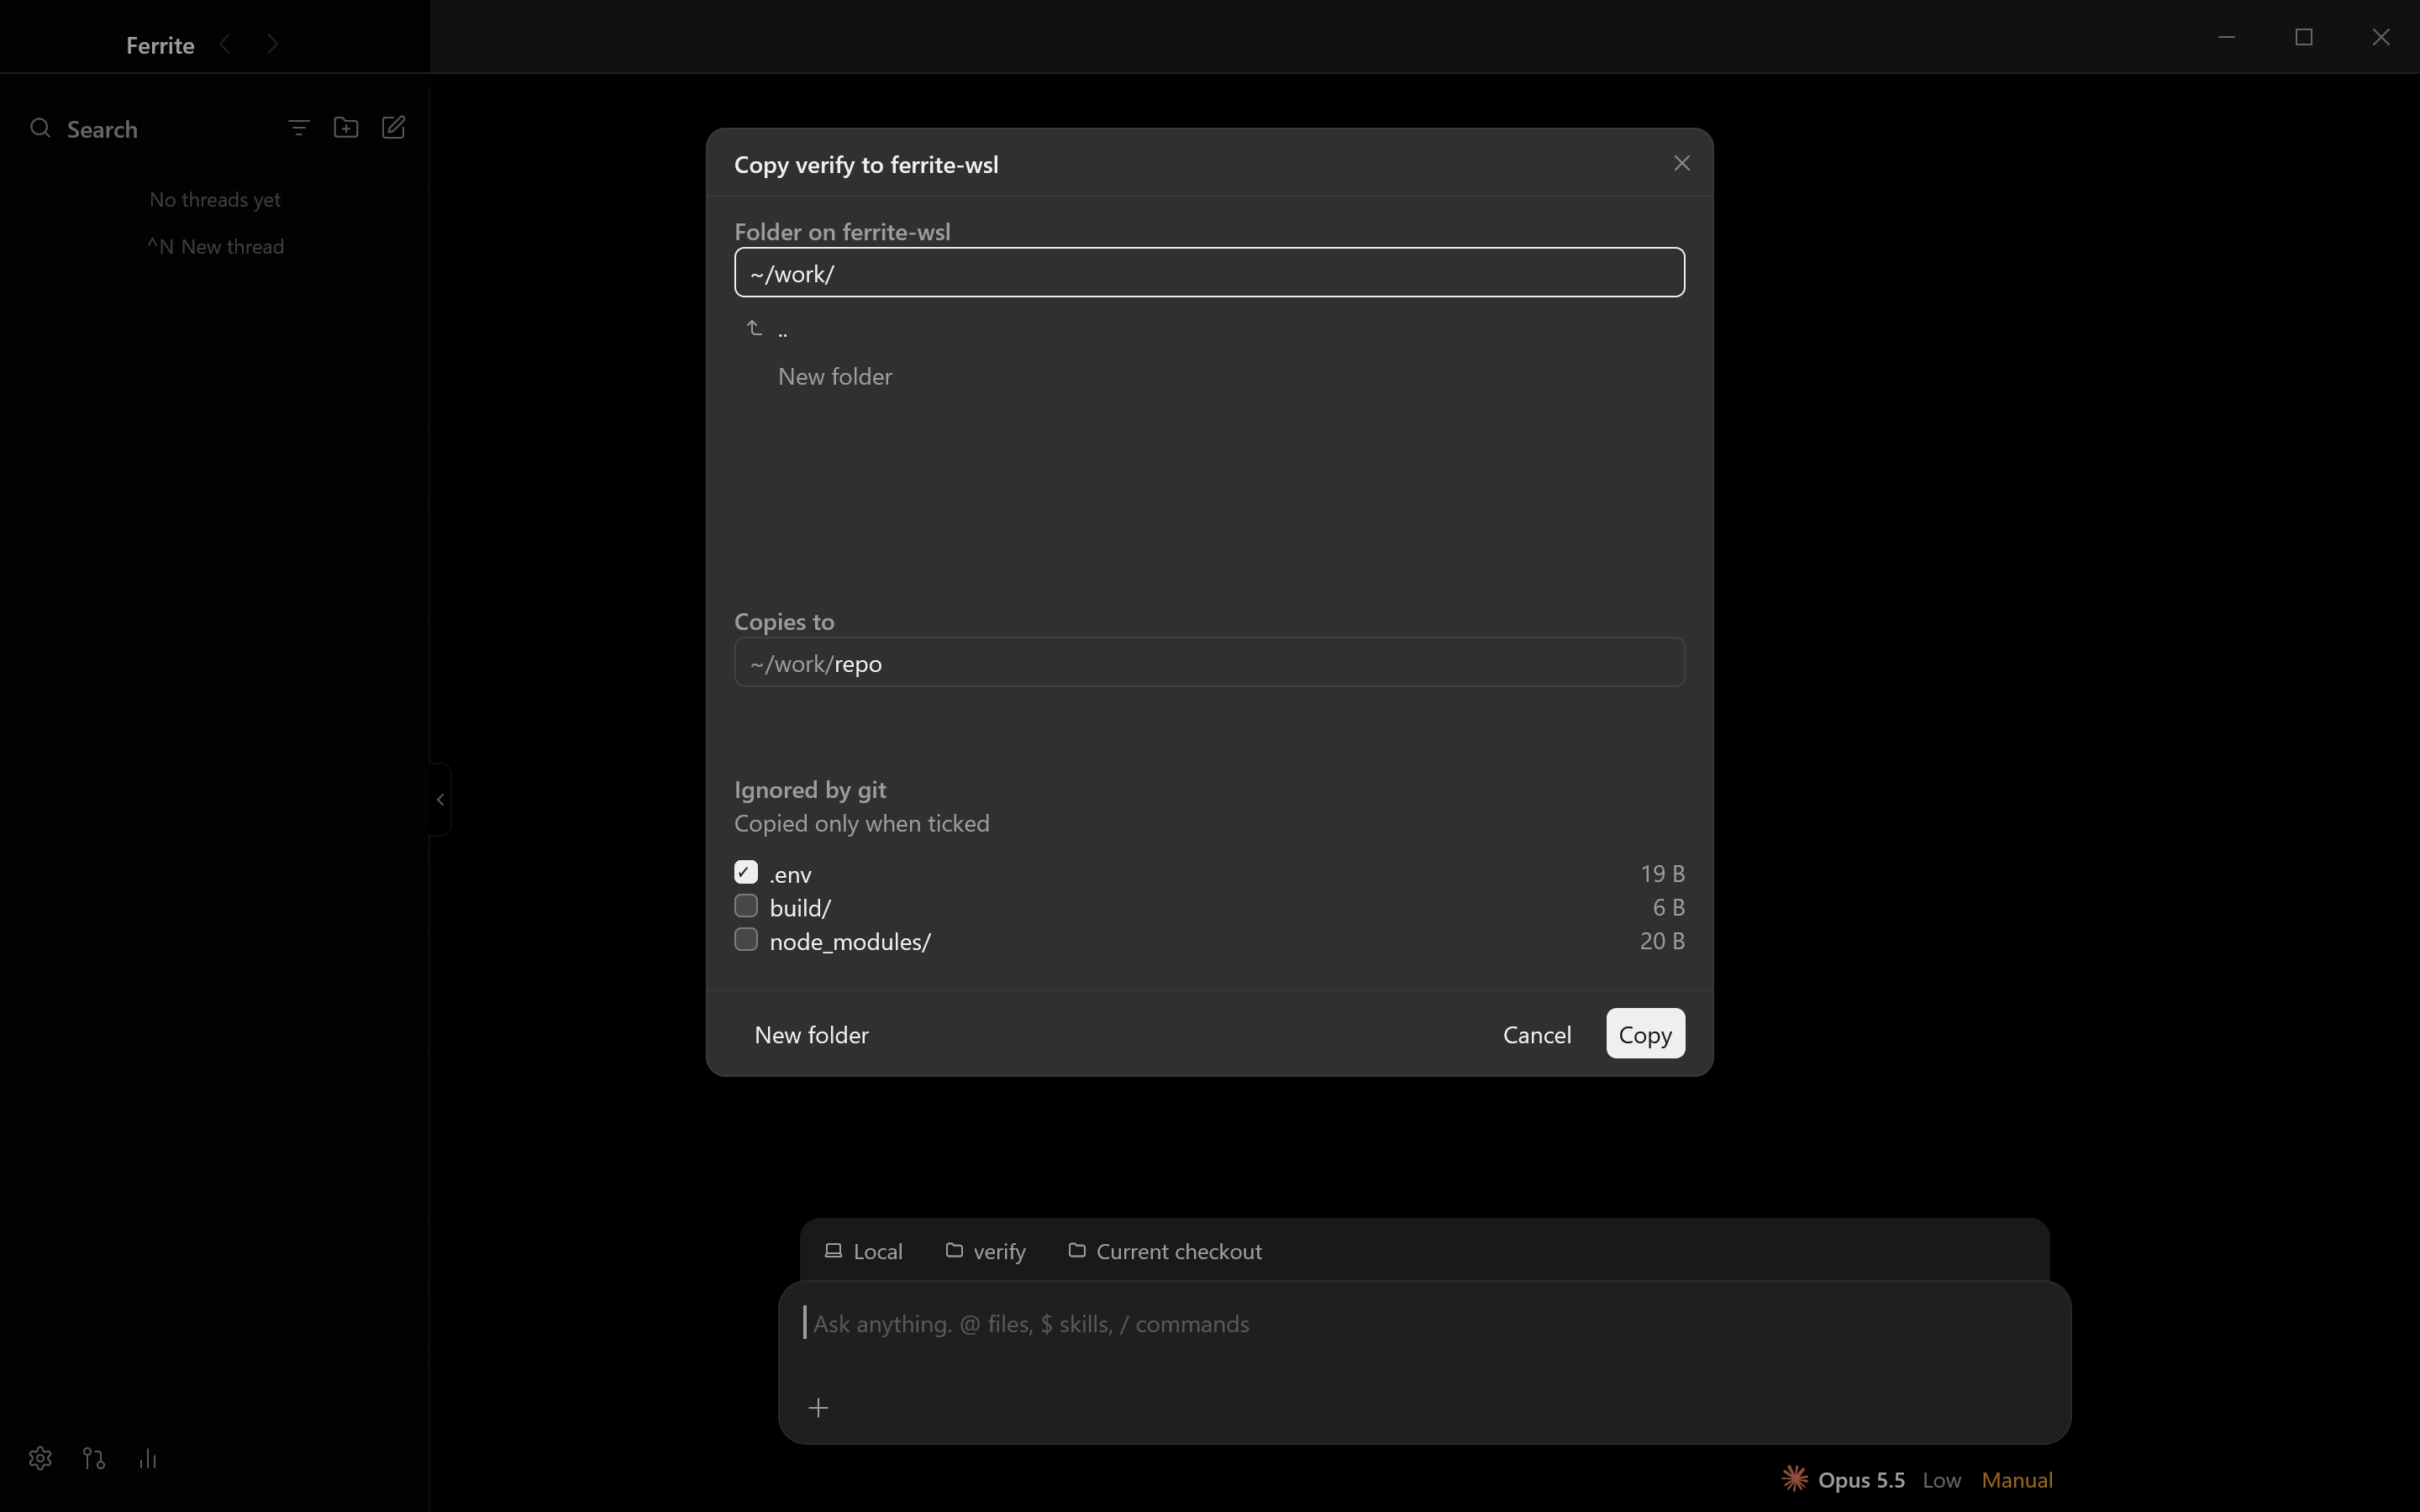 Ferrite
Search
No threads yet
^N New thread
Copy verify to ferrite-wsl
Folder on ferrite-wsl
~/work/
..
New folder
Copies to
~/work/repo
Ignored by git
Copied only when ticked
.env 19 B
build/ 6 B
node_modules/ 20 B
New folder Cancel Copy
Local verify Current checkout
Ask anything. @ files, $ skills, / commands
Opus 5.5 Low Manual